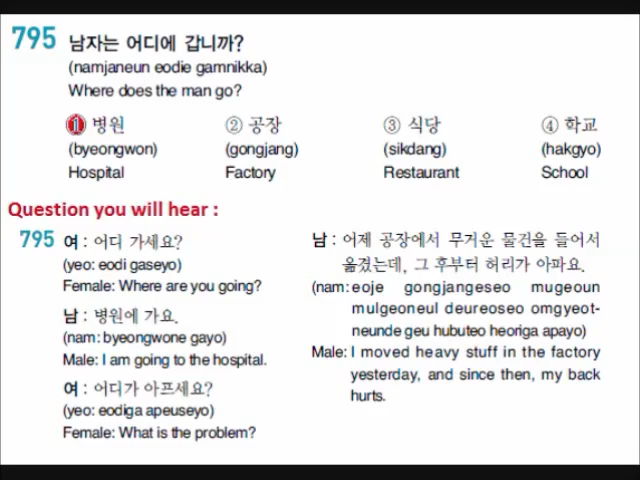 795 남자는 어디에 갑니까?
(namjaneun eodie gamnikka)
Where does the man go?
① 병원 ② 공장 ③ 식당 ④ 학교
(byeongwon) (gongjang) (sikdang) (hakgyo)
Hospital Factory Restaurant School
Question you will hear :
795 여 : 어디 가세요?
(yeo: eodi gaseyo)
Female: Where are you going?
남 : 병원에 가요.
(nam: byeongwone gayo)
Male: I am going to the hospital.
여 : 어디가 아프세요?
(yeo: eodiga apeuseyo)
Female: What is the problem?
남 : 어제 공장에서 무거운 물건을 들어서
옮겼는데, 그 후부터 허리가 아파요.
(nam: eoje gongjangeseo mugeoun
mulgeoneul deureoseo omgyeot-
neunde geu hubuteo heoriga apayo)
Male: I moved heavy stuff in the factory
yesterday, and since then, my back
hurts.